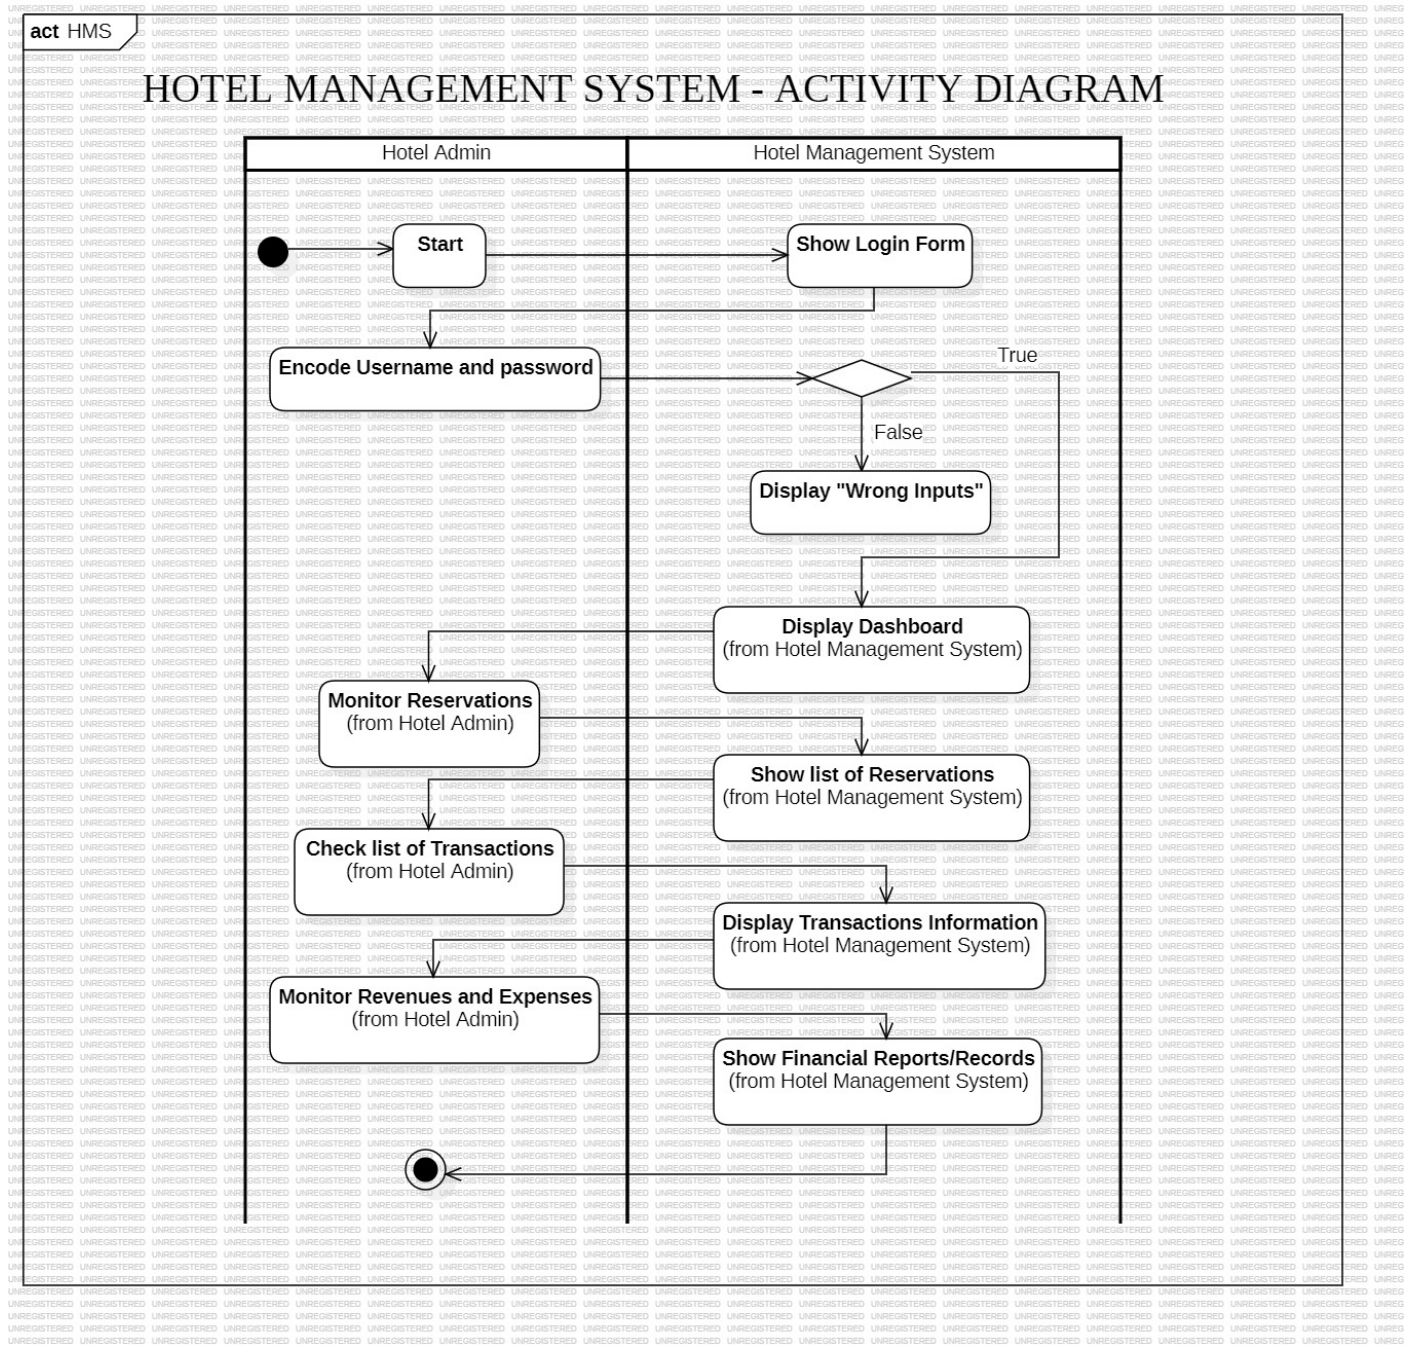 act HMS
HOTEL MANAGEMENT SYSTEM - ACTIVITY DIAGRAM
Hotel Admin
Hotel Management System
Start
Show Login Form
Encode Username and password
True
False
Display "Wrong Inputs"
Display Dashboard
(from Hotel Management System)
Monitor Reservations
(from Hotel Admin)
Show list of Reservations
(from Hotel Management System)
Check list of Transactions
(from Hotel Admin)
Display Transactions Information
(from Hotel Management System)
Monitor Revenues and Expenses
(from Hotel Admin)
Show Financial Reports/Records
(from Hotel Management System)
UNREGISTERED